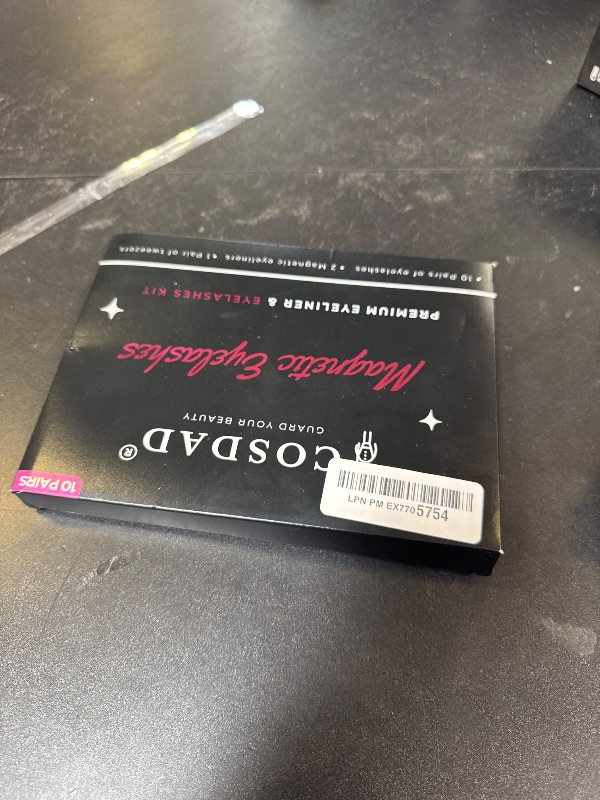 10 PAIRS
COSDAD®
GUARD YOUR BEAUTY
Magnetic Eyelashes
PREMIUM EYELINER & EYELASHES KIT
• 10 Pairs of eyelashes • 2 Magnetic eyeliners • 1 Pair of tweezers
LPN PM EX7705754